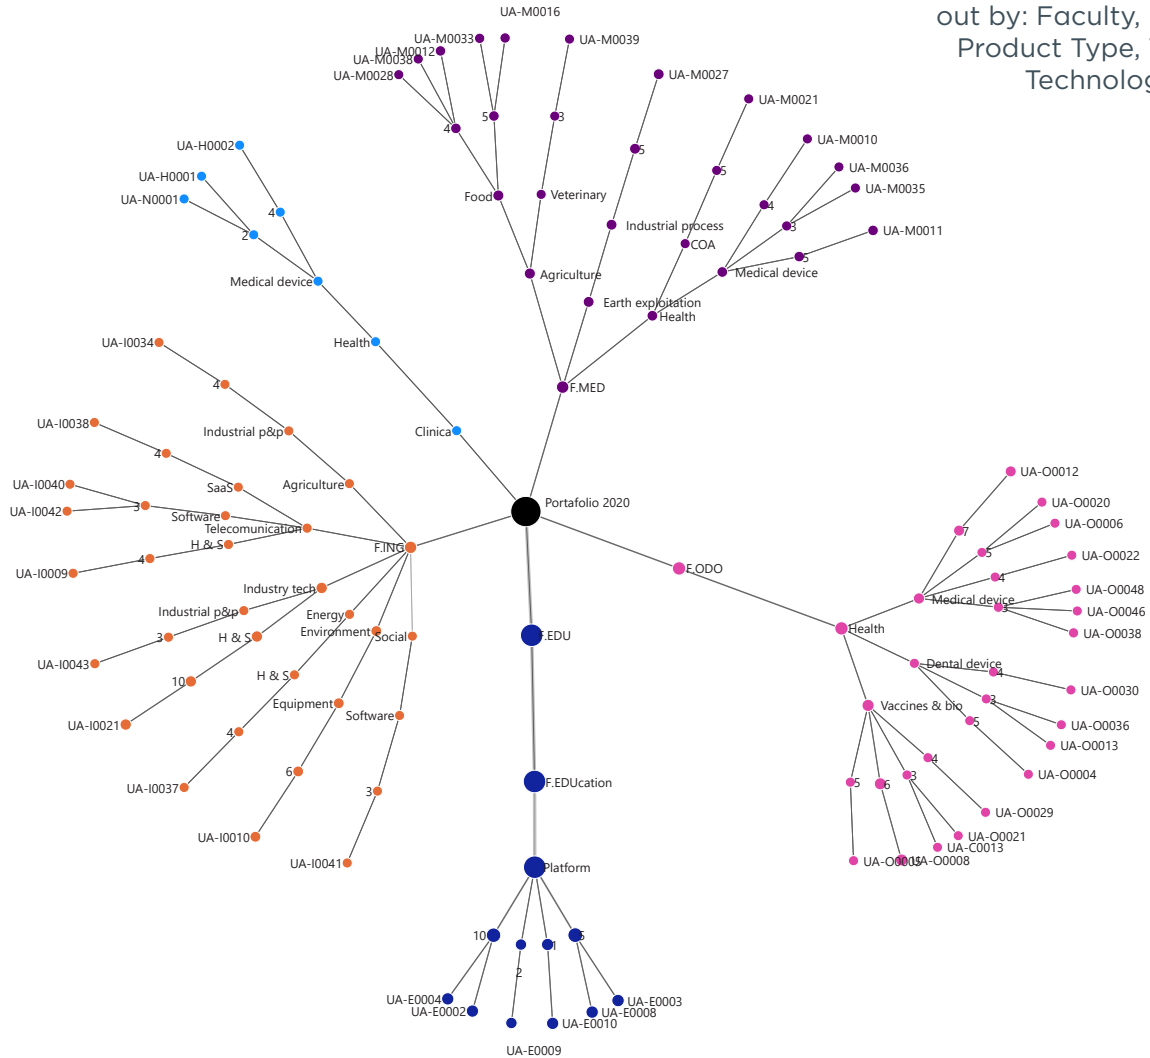 out by: Faculty,
Product Type,
Technolog
UA-M0016
UA-M0033
UA-M0012
UA-M0038
UA-M0028
UA-M0039
UA-M0027
UA-M0021
UA-M0010
UA-M0036
UA-M0035
UA-M0011
4
5
3
5
5
4
3
5
Food
Veterinary
Industrial process
COA
Medical device
Agriculture
Earth exploitation
Health
F.MED
UA-H0002
UA-H0001
UA-N0001
4
2
Medical device
Health
Clinica
Portafolio 2020
UA-I0034
4
Industrial p&p
Agriculture
UA-I0038
4
SaaS
UA-I0040
UA-I0042
3
Software
Telecomunication
H & S
4
UA-I0009
F.ING
Industry tech
Industrial p&p
3
UA-I0043
H & S
10
UA-I0021
Energy
Environment
Social
H & S
4
UA-I0037
Equipment
6
UA-I0010
Software
3
UA-I0041
F.EDU
F.EDUcation
Platform
10
2
1
5
UA-E0004
UA-E0002
UA-E0009
UA-E0010
UA-E0008
UA-E0003
F.ODO
Health
Medical device
7
5
4
3
UA-O0012
UA-O0020
UA-O0006
UA-O0022
UA-O0048
UA-O0046
UA-O0038
Dental device
4
3
5
UA-O0030
UA-O0036
UA-O0013
UA-O0004
Vaccines & bio
4
3
6
5
UA-O0029
UA-O0021
UA-C0013
UA-O0008
UA-O0005